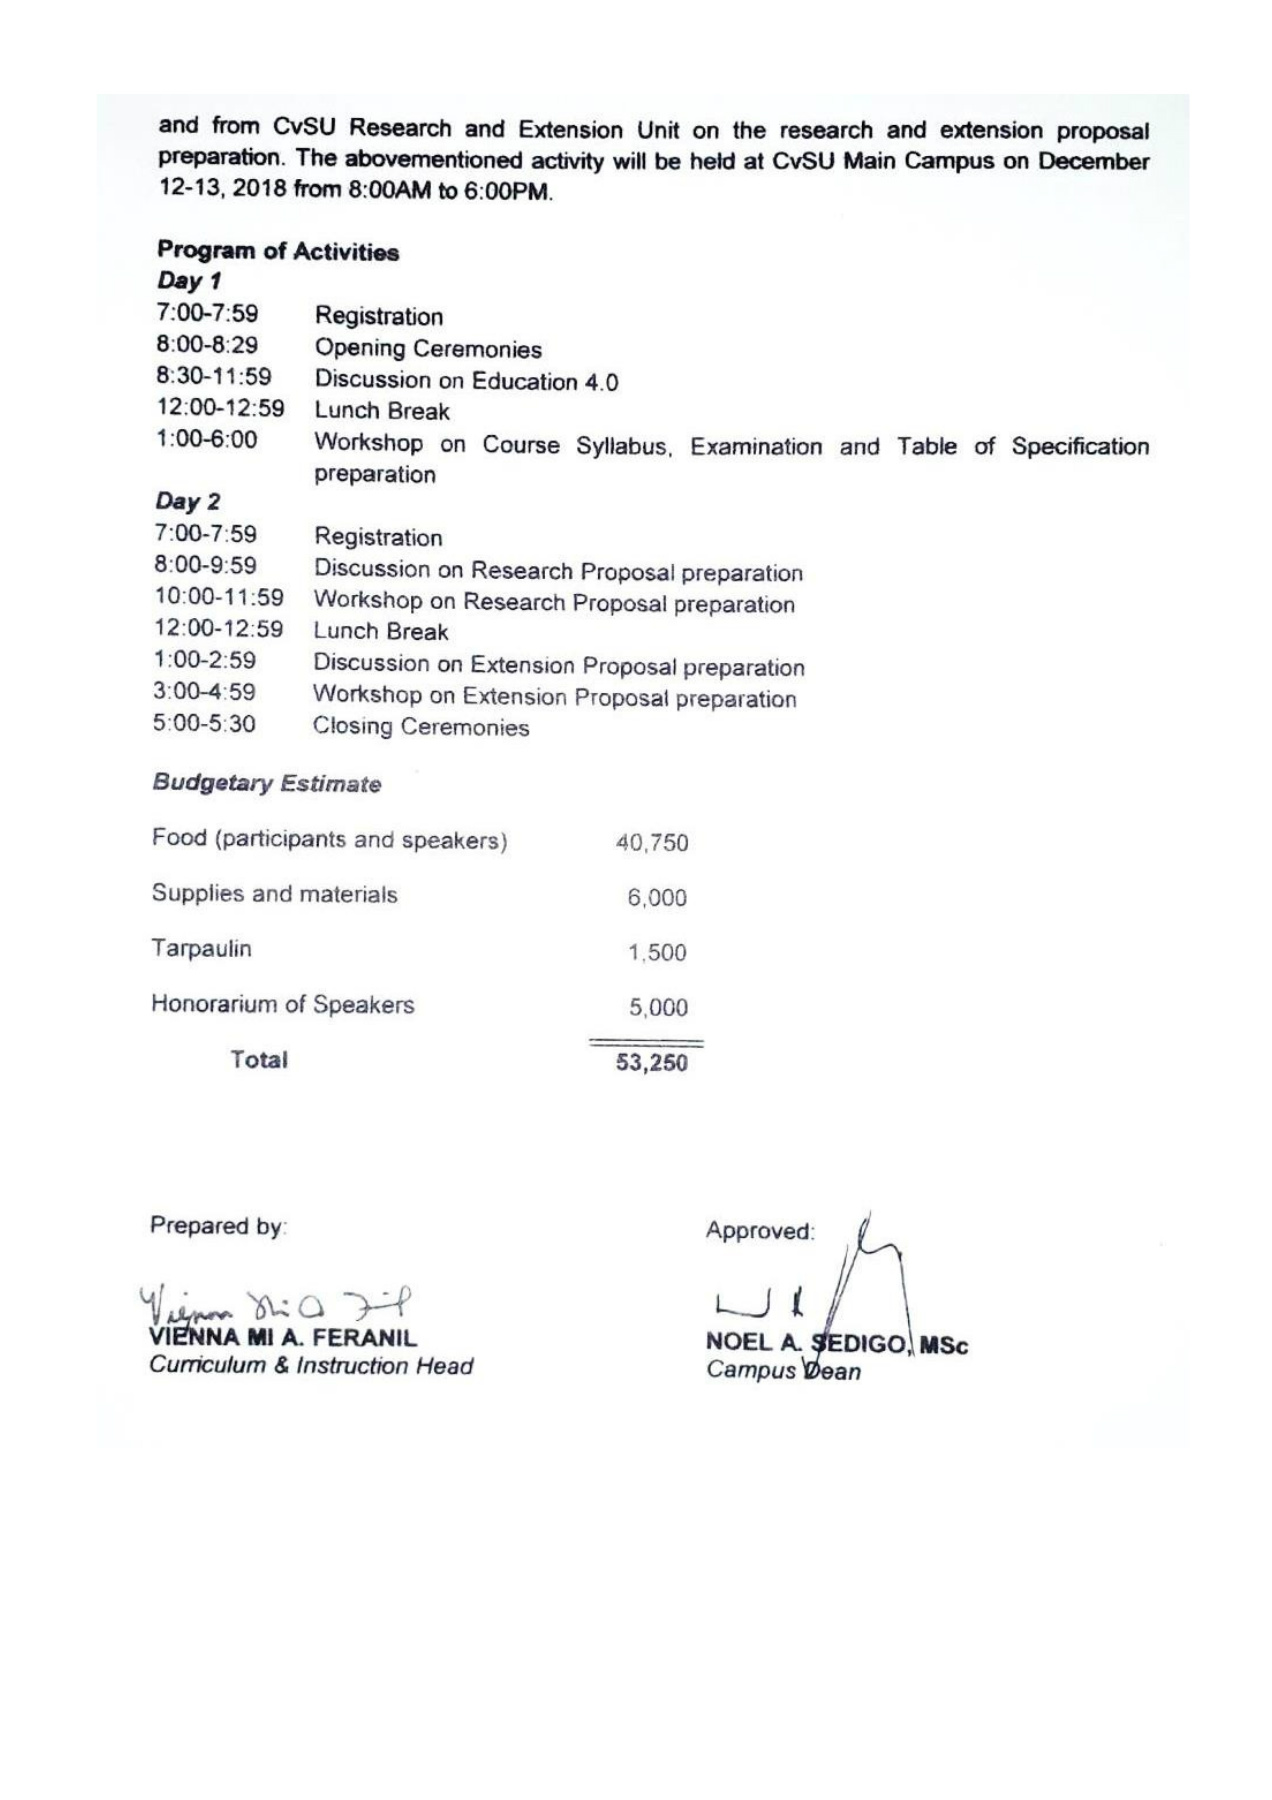 and from CvSU Research and Extension Unit on the research and extension proposal
preparation. The abovementioned activity will be held at CvSU Main Campus on December
12-13, 2018 from 8:00AM to 6:00PM.
Program of Activities
Day 1
7:00-7:59 Registration
8:00-8:29 Opening Ceremonies
8:30-11:59 Discussion on Education 4.0
12:00-12:59 Lunch Break
1:00-6:00 Workshop on Course Syllabus, Examination and Table of Specification
preparation
Day 2
7:00-7:59 Registration
8:00-9:59 Discussion on Research Proposal preparation
10:00-11:59 Workshop on Research Proposal preparation
12:00-12:59 Lunch Break
1:00-2:59 Discussion on Extension Proposal preparation
3:00-4:59 Workshop on Extension Proposal preparation
5:00-5:30 Closing Ceremonies
Budgetary Estimate
Food (participants and speakers) 40,750
Supplies and materials 6,000
Tarpaulin 1,500
Honorarium of Speakers 5,000
Total 53,250
Prepared by: Approved:
VIENNA MI A. FERANIL NOEL A. SEDIGO, MSc
Curriculum & Instruction Head Campus Dean